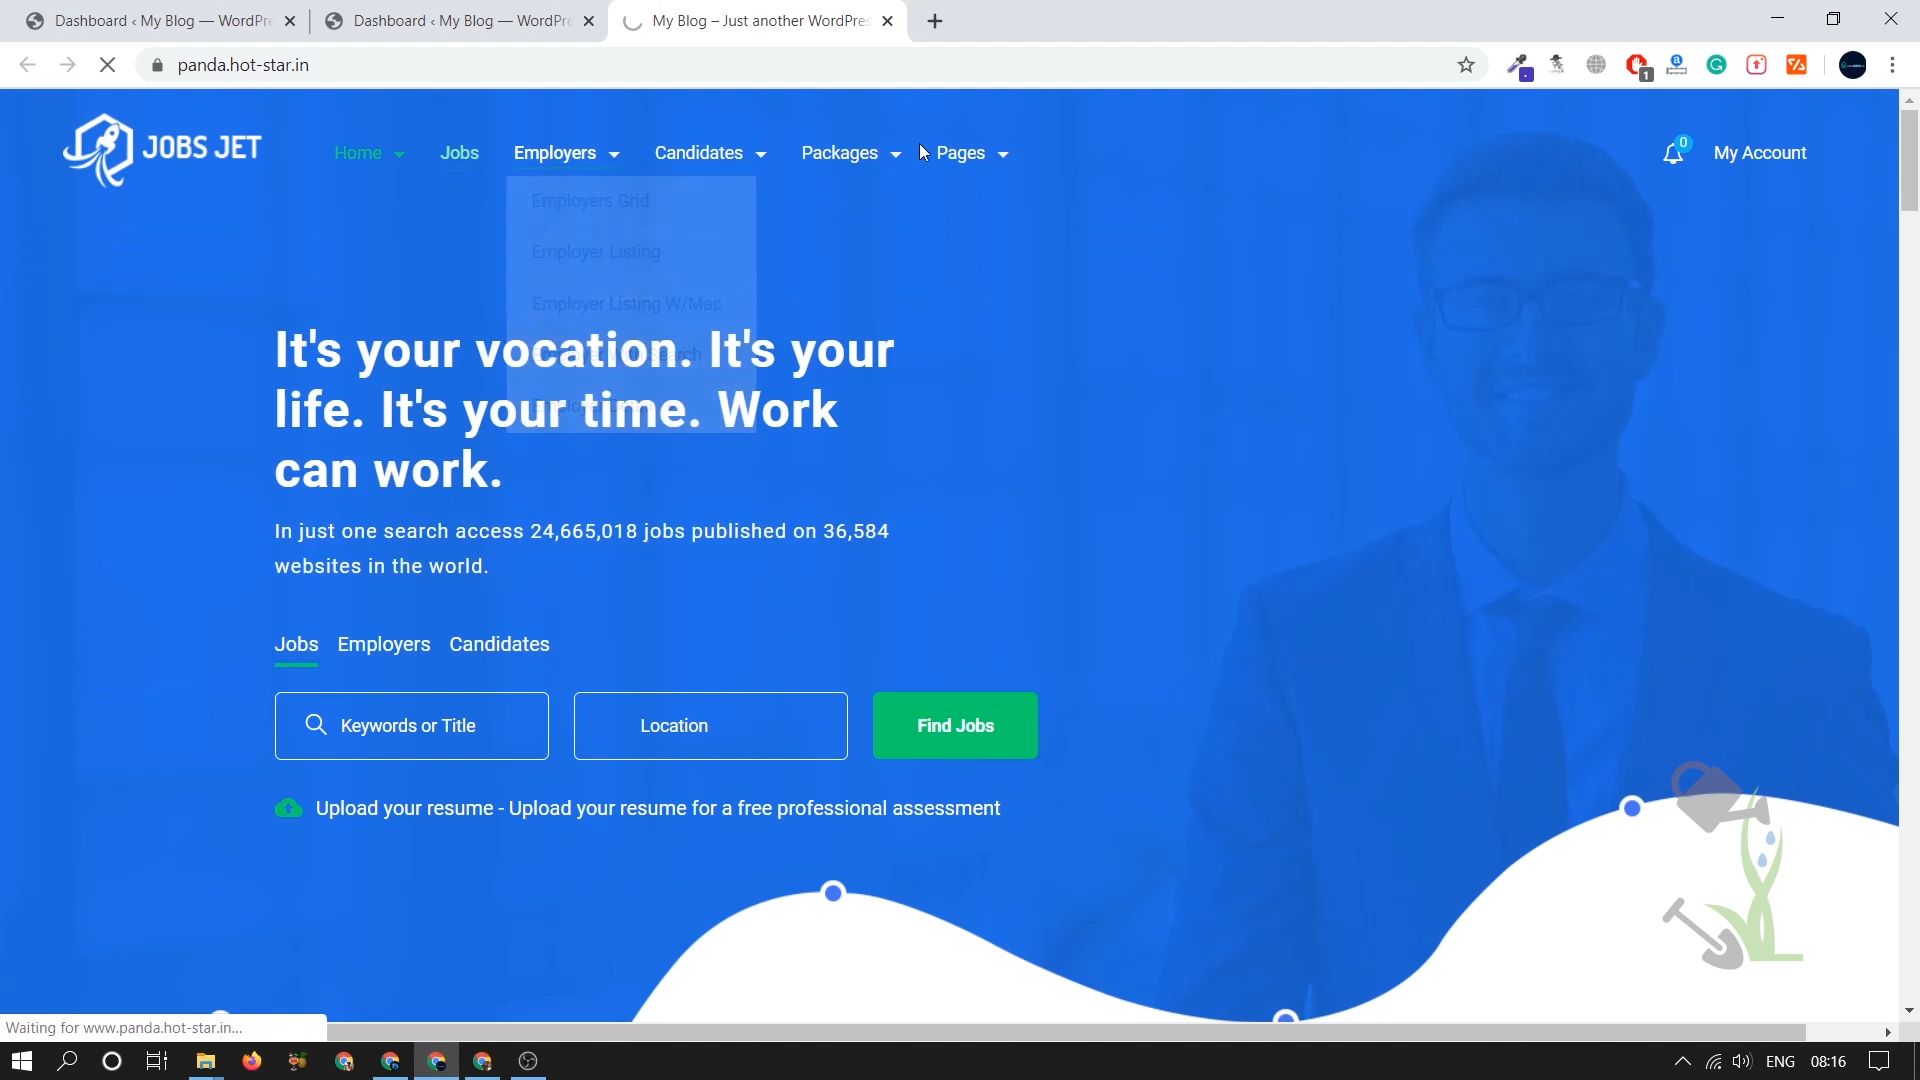 Dashboard ‹ My Blog — WordPre
Dashboard ‹ My Blog — WordPre
My Blog – Just another WordPres
panda.hot-star.in
1
JOBS JET
Home
Jobs
Employers
Candidates
Packages
Pages
0
My Account
Employers Grid
Employer Listing
Employer Listing W/Map
It's your vocation. It's your
life. It's your time. Work
can work.
In just one search access 24,665,018 jobs published on 36,584
websites in the world.
Jobs
Employers
Candidates
Keywords or Title
Location
Find Jobs
Upload your resume - Upload your resume for a free professional assessment
Waiting for www.panda.hot-star.in...
ENG
08:16